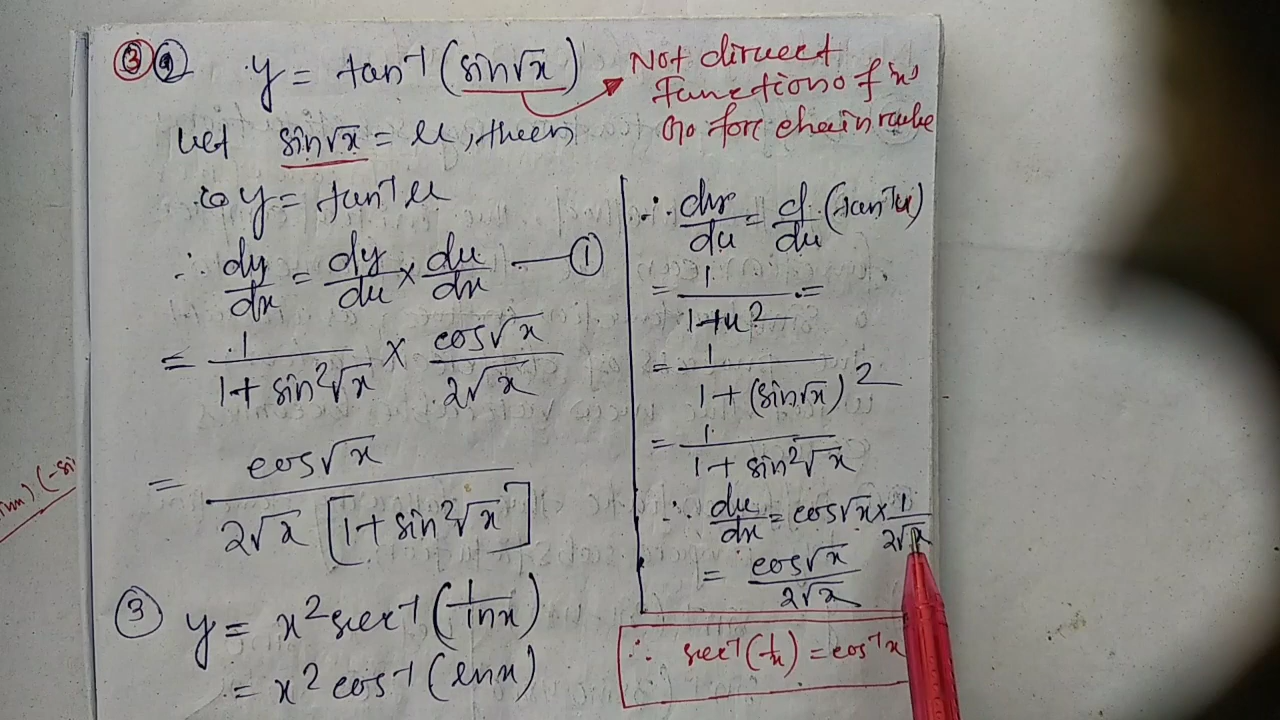 ③ ④ y = tan⁻¹ (sin√x)
Not direct
Function of 'x'
Go for chain rule
Let sin√x = u, then
y = tan⁻¹ u
∴ dy/dx = dy/du × du/dx — ①
= 1/(1 + sin²√x) × cos√x/(2√x)
= cos√x/(2√x [1 + sin²√x])
③ y = x² sec⁻¹ (1/lnx)
= x² cos⁻¹ (lnx)
∴ dy/du = d/du (tan⁻¹u)
= 1/(1+u²) =
= 1/(1 + (sin√x)²)
= 1/(1 + sin²√x)
∴ du/dx = cos√x × 1/(2√x)
= cos√x/(2√x)
∴ sec⁻¹(1/x) = cos⁻¹x